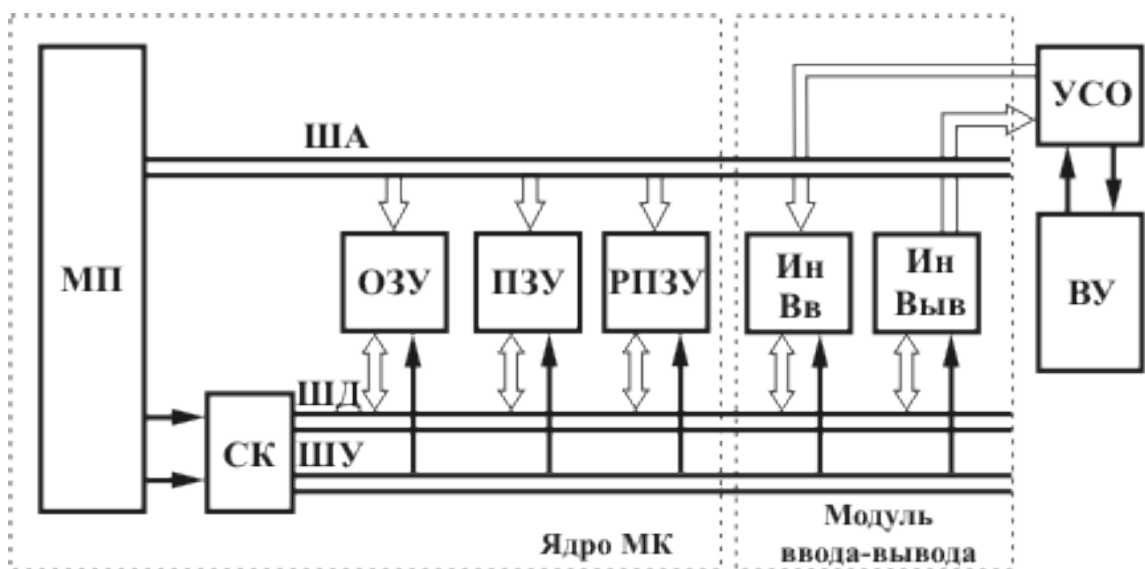 УСО
ША
МП
ОЗУ
ПЗУ
РПЗУ
Ин
Вв
Ин
Выв
ВУ
ШД
СК
ШУ
Ядро МК
Модуль
ввода-вывода